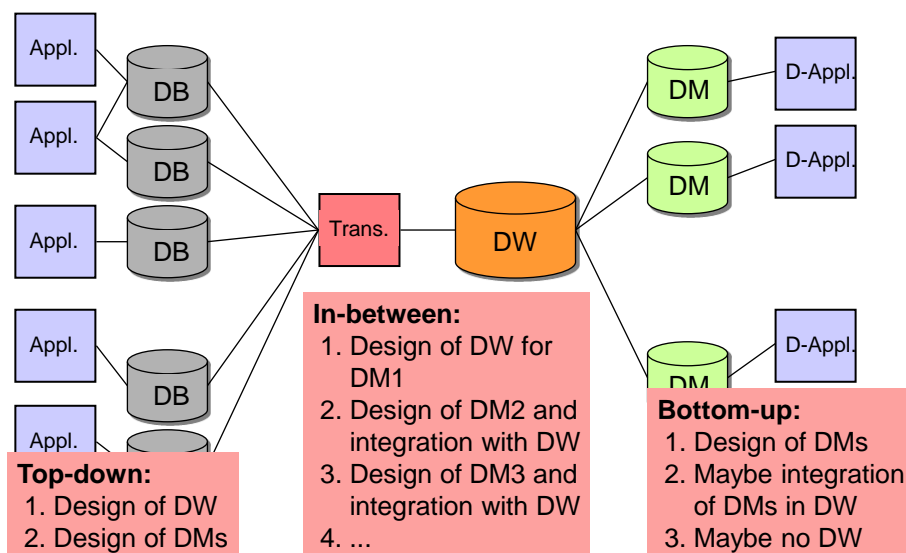 Appl.
DB
Appl.
DB
Appl.
DB
Appl.
DB
Appl.
Trans.
DW
DM
D-Appl.
DM
D-Appl.
DM
D-Appl.
Top-down:
1. Design of DW
2. Design of DMs
In-between:
1. Design of DW for
DM1
2. Design of DM2 and
integration with DW
3. Design of DM3 and
integration with DW
4. ...
Bottom-up:
1. Design of DMs
2. Maybe integration
of DMs in DW
3. Maybe no DW